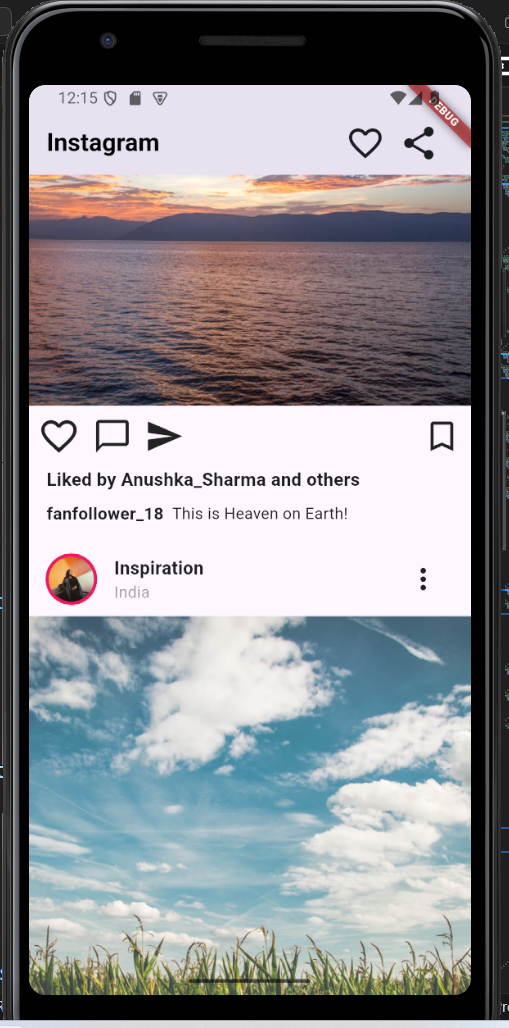 12:15
DEBUG
Instagram
Liked by Anushka_Sharma and others
fanfollower_18 This is Heaven on Earth!
Inspiration
India